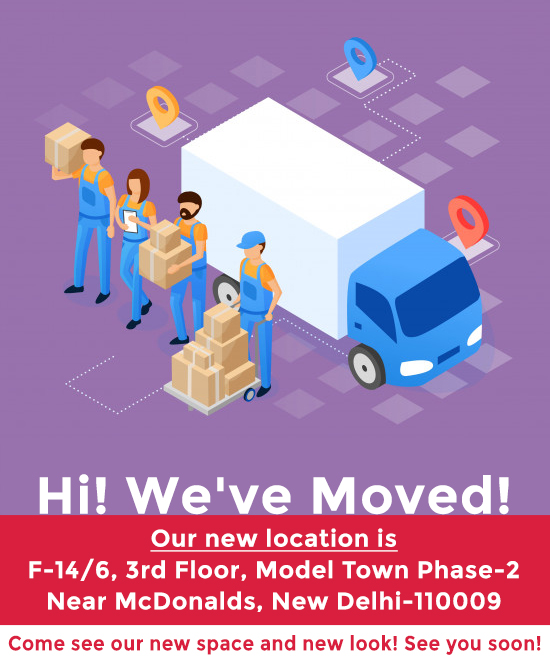 Hi! We've Moved!
Our new location is
F-14/6, 3rd Floor, Model Town Phase-2
Near McDonalds, New Delhi-110009
Come see our new space and new look! See you soon!